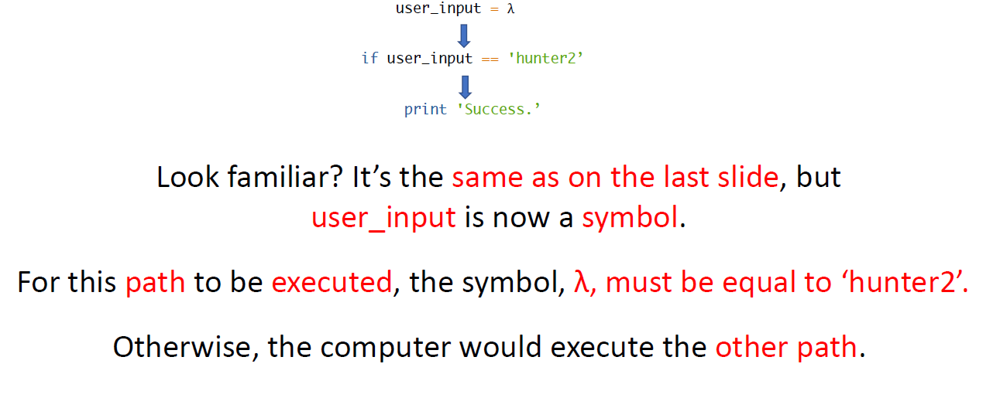 user_input = λ
if user_input == 'hunter2’
print 'Success.’
Look familiar? It’s the same as on the last slide, but
user_input is now a symbol.
For this path to be executed, the symbol, λ, must be equal to ‘hunter2’.
Otherwise, the computer would execute the other path.